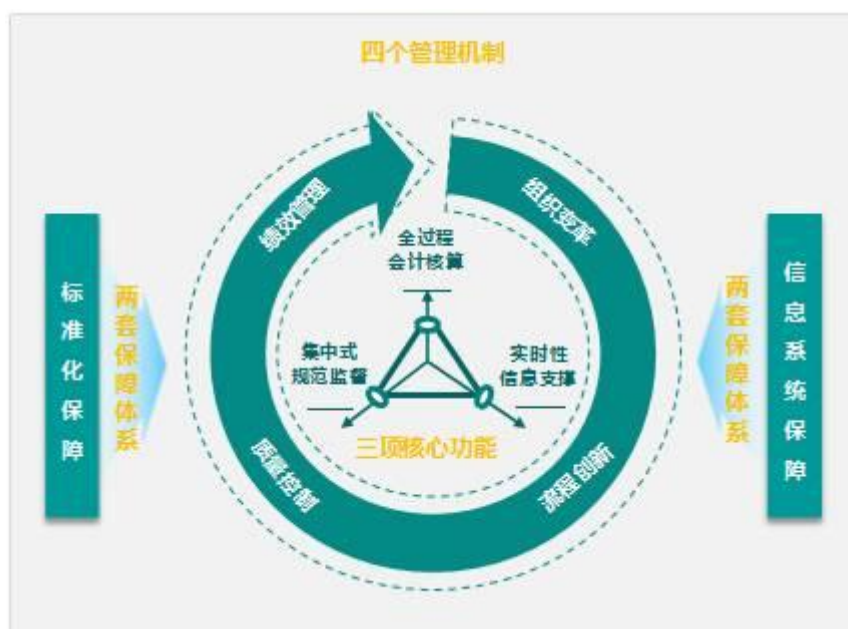 四个管理机制
绩效管理
组织变革
全过程
会计核算
标准化保障
两套保障体系
集中式
规范监督
实时性
信息支撑
两套保障体系
信息系统保障
三项核心功能
质量控制
流程创新